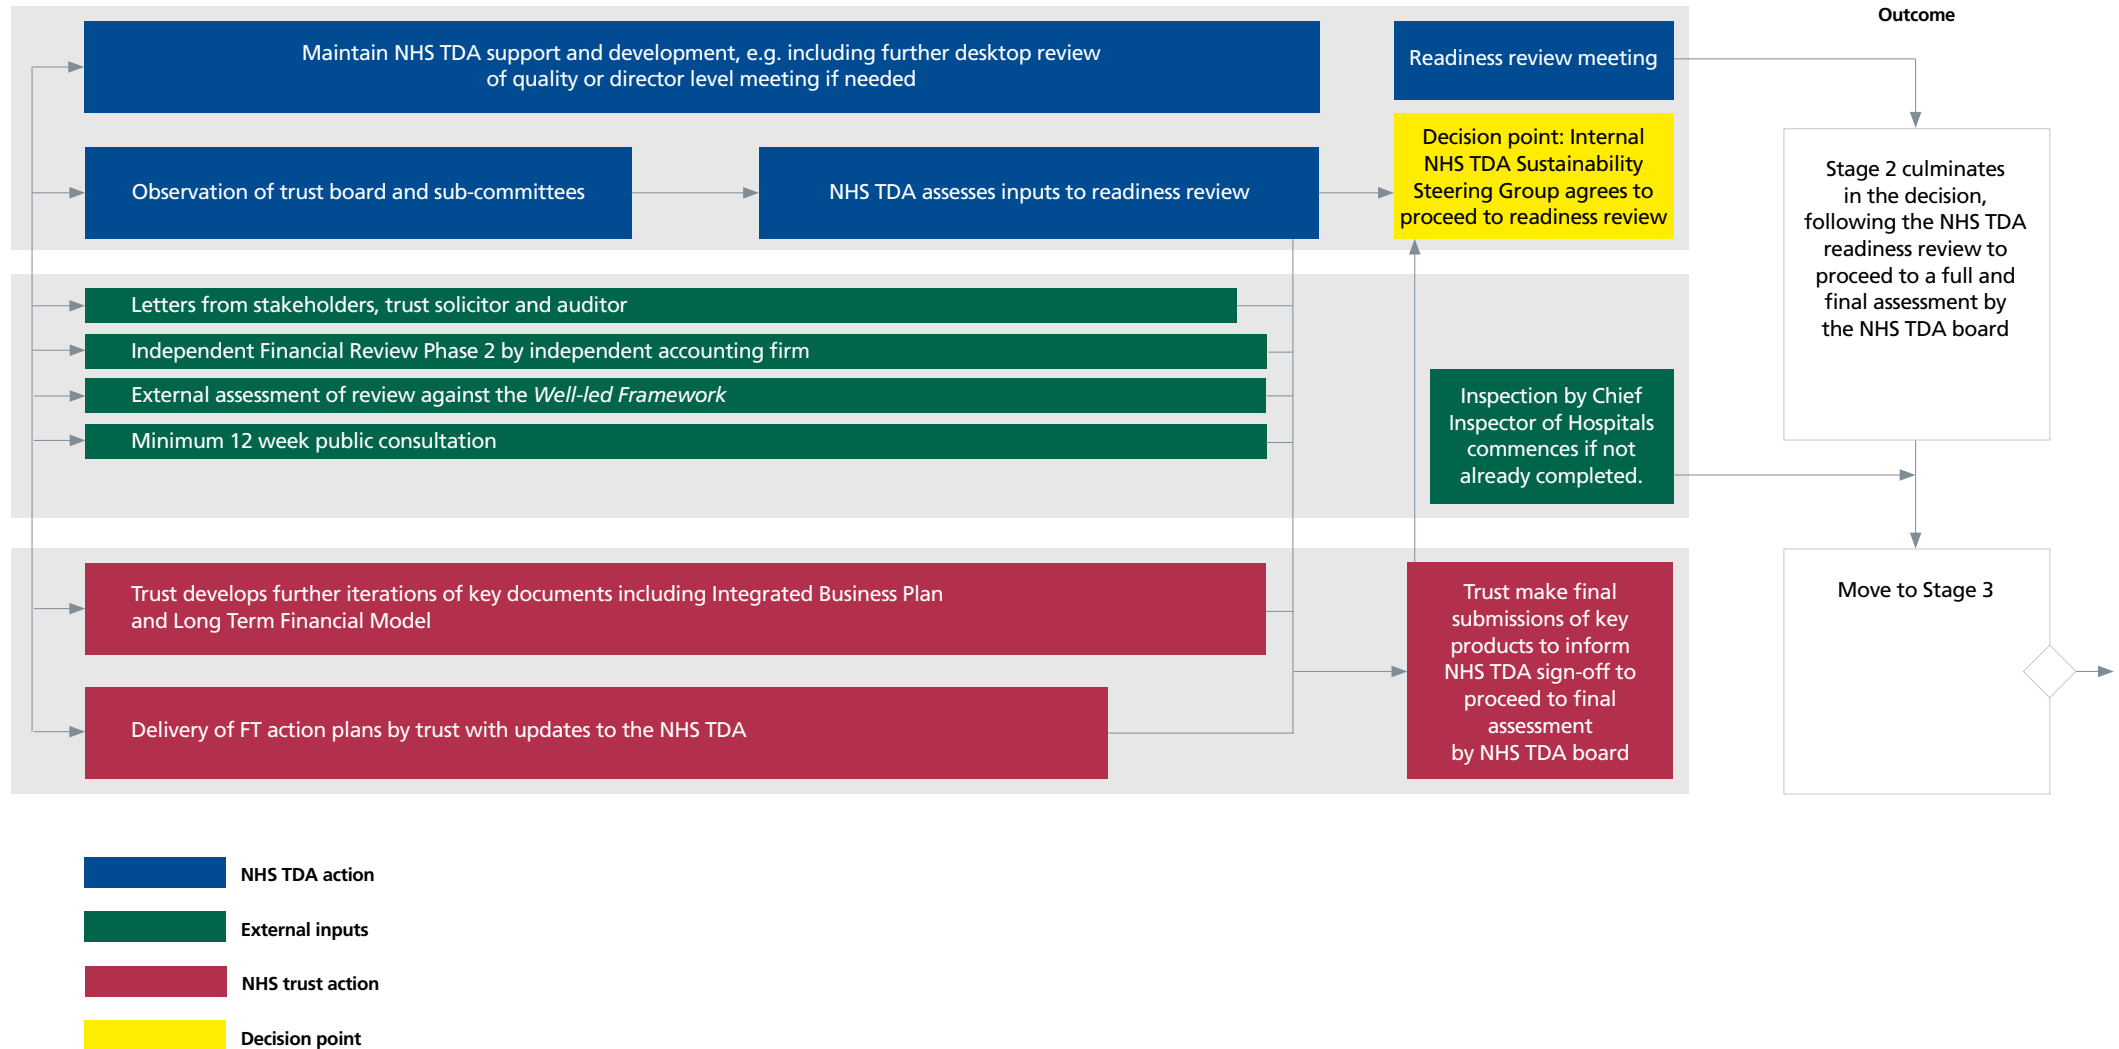 Outcome
Maintain NHS TDA support and development, e.g. including further desktop review
of quality or director level meeting if needed
Readiness review meeting
Observation of trust board and sub-committees
NHS TDA assesses inputs to readiness review
Decision point: Internal
NHS TDA Sustainability
Steering Group agrees to
proceed to readiness review
Stage 2 culminates
in the decision,
following the NHS TDA
readiness review to
proceed to a full and
final assessment by
the NHS TDA board
Letters from stakeholders, trust solicitor and auditor
Independent Financial Review Phase 2 by independent accounting firm
External assessment of review against the Well-led Framework
Minimum 12 week public consultation
Inspection by Chief
Inspector of Hospitals
commences if not
already completed.
Trust develops further iterations of key documents including Integrated Business Plan
and Long Term Financial Model
Delivery of FT action plans by trust with updates to the NHS TDA
Trust make final
submissions of key
products to inform
NHS TDA sign-off to
proceed to final
assessment
by NHS TDA board
Move to Stage 3
NHS TDA action
External inputs
NHS trust action
Decision point